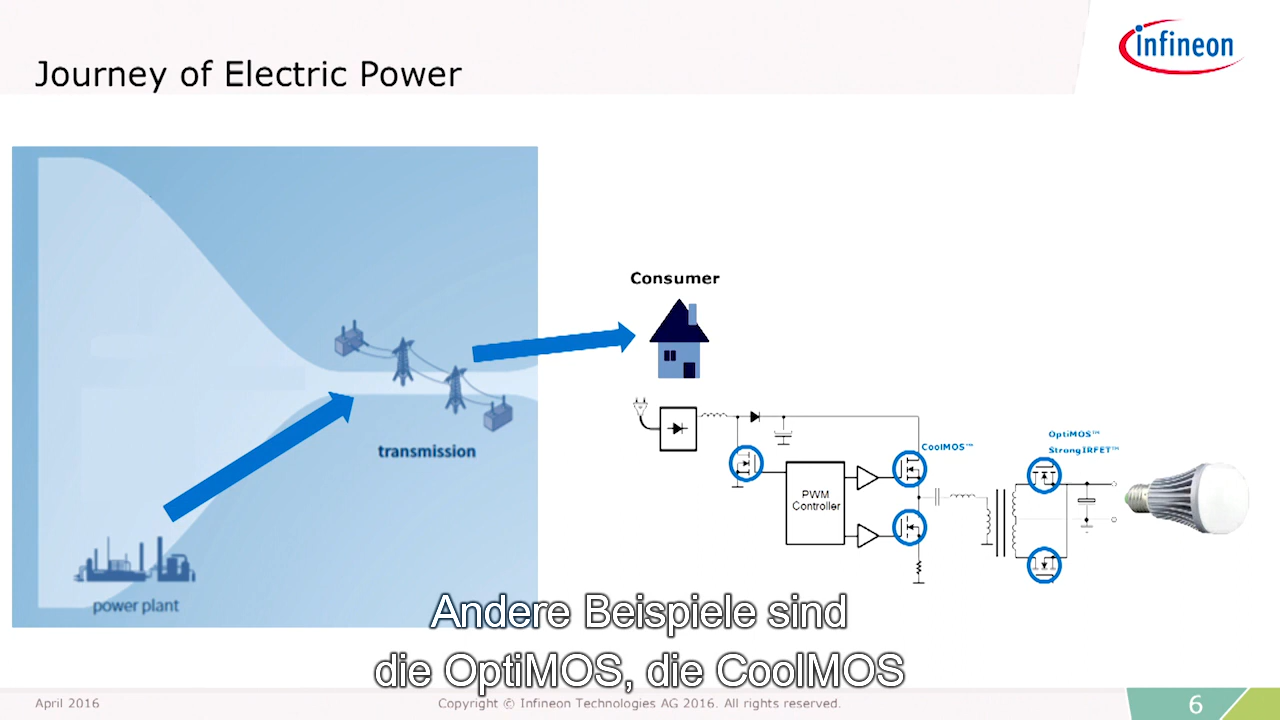 Journey of Electric Power
infineon
Consumer
transmission
power plant
CoolMOS™
OptiMOS™
StrongIRFET™
PWM
Controller
Andere Beispiele sind
die OptiMOS, die CoolMOS
April 2016
Copyright © Infineon Technologies AG 2016. All rights reserved.
6